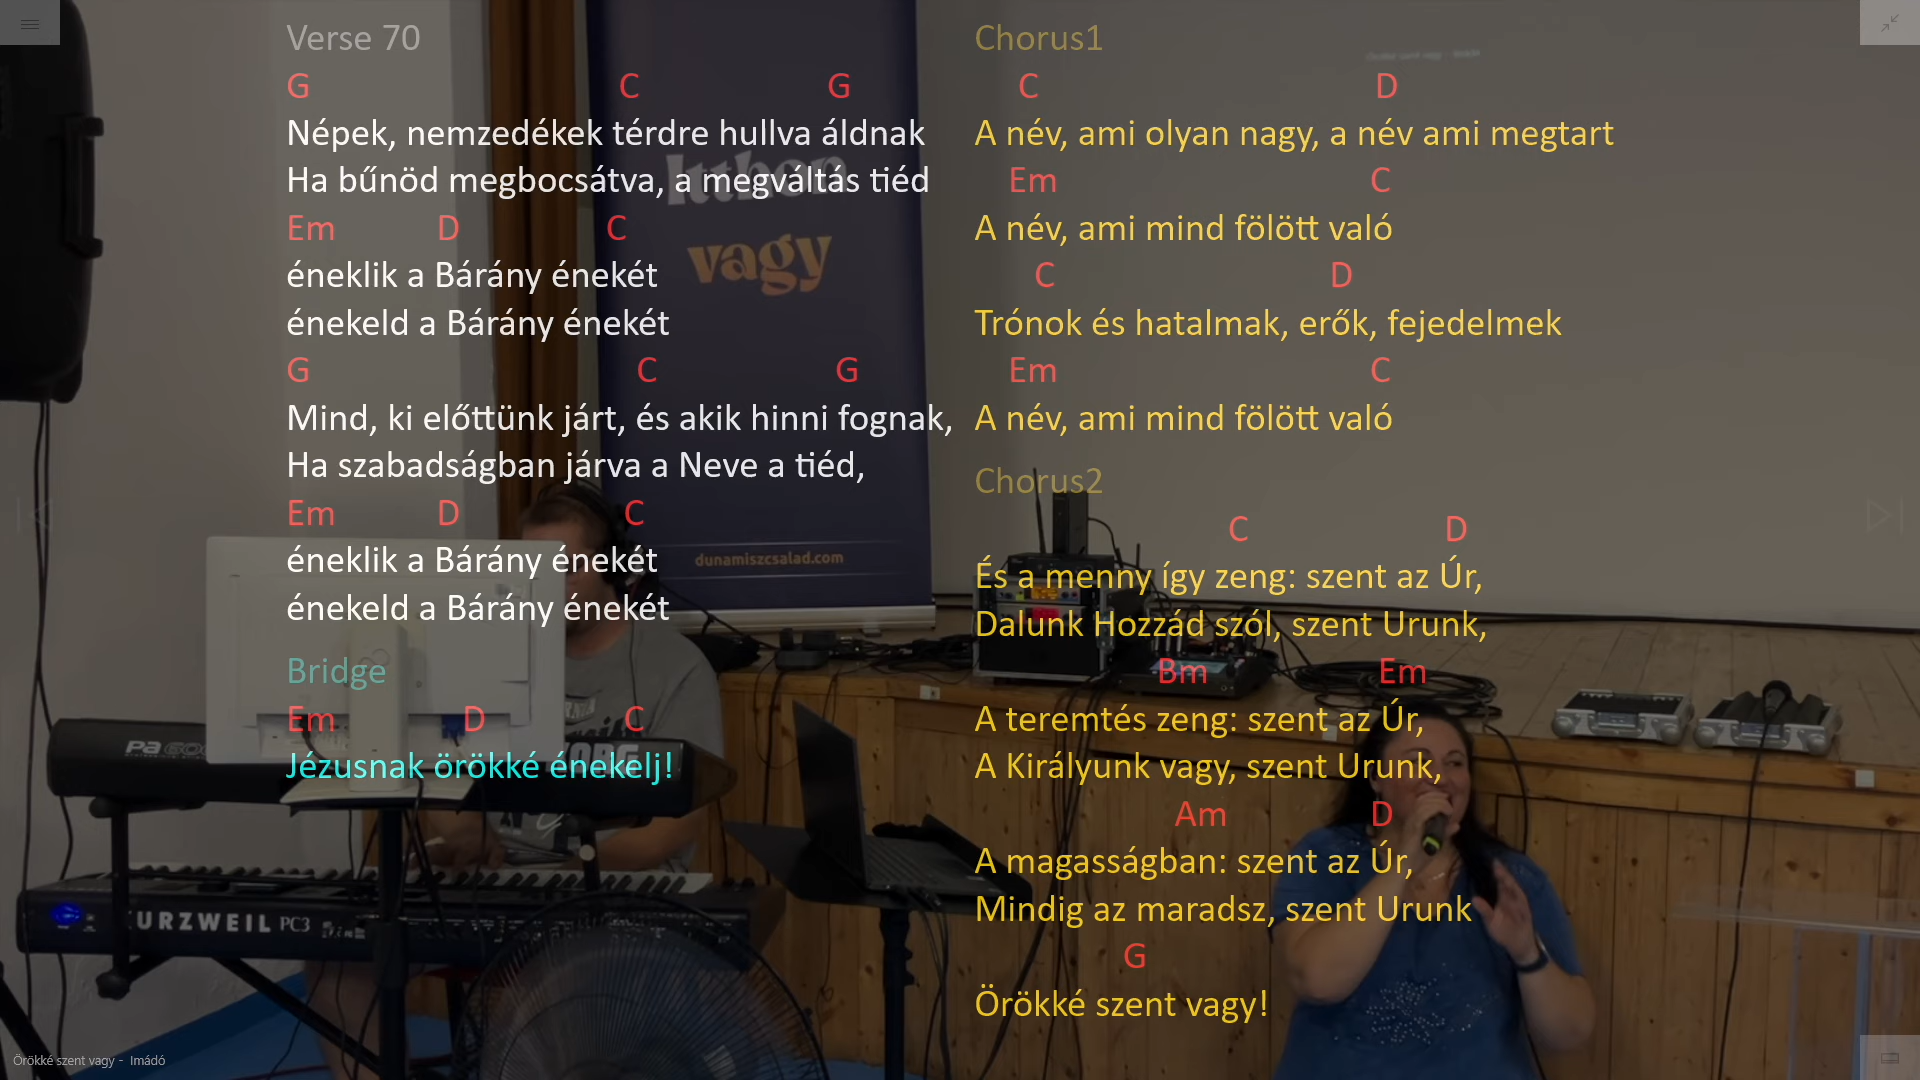 Verse 70
G C G
Népek, nemzedékek térdre hullva áldnak
Ha bűnöd megbocsátva, a megváltás tiéd
Em D C
éneklik a Bárány énekét
énekeld a Bárány énekét
G C G
Mind, ki előttünk járt, és akik hinni fognak,
Ha szabadságban járva a Neve a tiéd,
Em D C
éneklik a Bárány énekét
énekeld a Bárány énekét
Bridge
Em D C
Jézusnak örökké énekelj!
Chorus1
C D
A név, ami olyan nagy, a név ami megtart
Em C
A név, ami mind fölött való
C D
Trónok és hatalmak, erők, fejedelmek
Em C
A név, ami mind fölött való
Chorus2
C D
És a menny így zeng: szent az Úr,
Dalunk Hozzád szól, szent Urunk,
Bm Em
A teremtés zeng: szent az Úr,
A Királyunk vagy, szent Urunk,
Am D
A magasságban: szent az Úr,
Mindig az maradsz, szent Urunk
G
Örökké szent vagy!
Itthon
vagy
dunamiszcsalad.com
Pa600
KORG
KURZWEIL PC3
Örökké szent vagy - Imádó